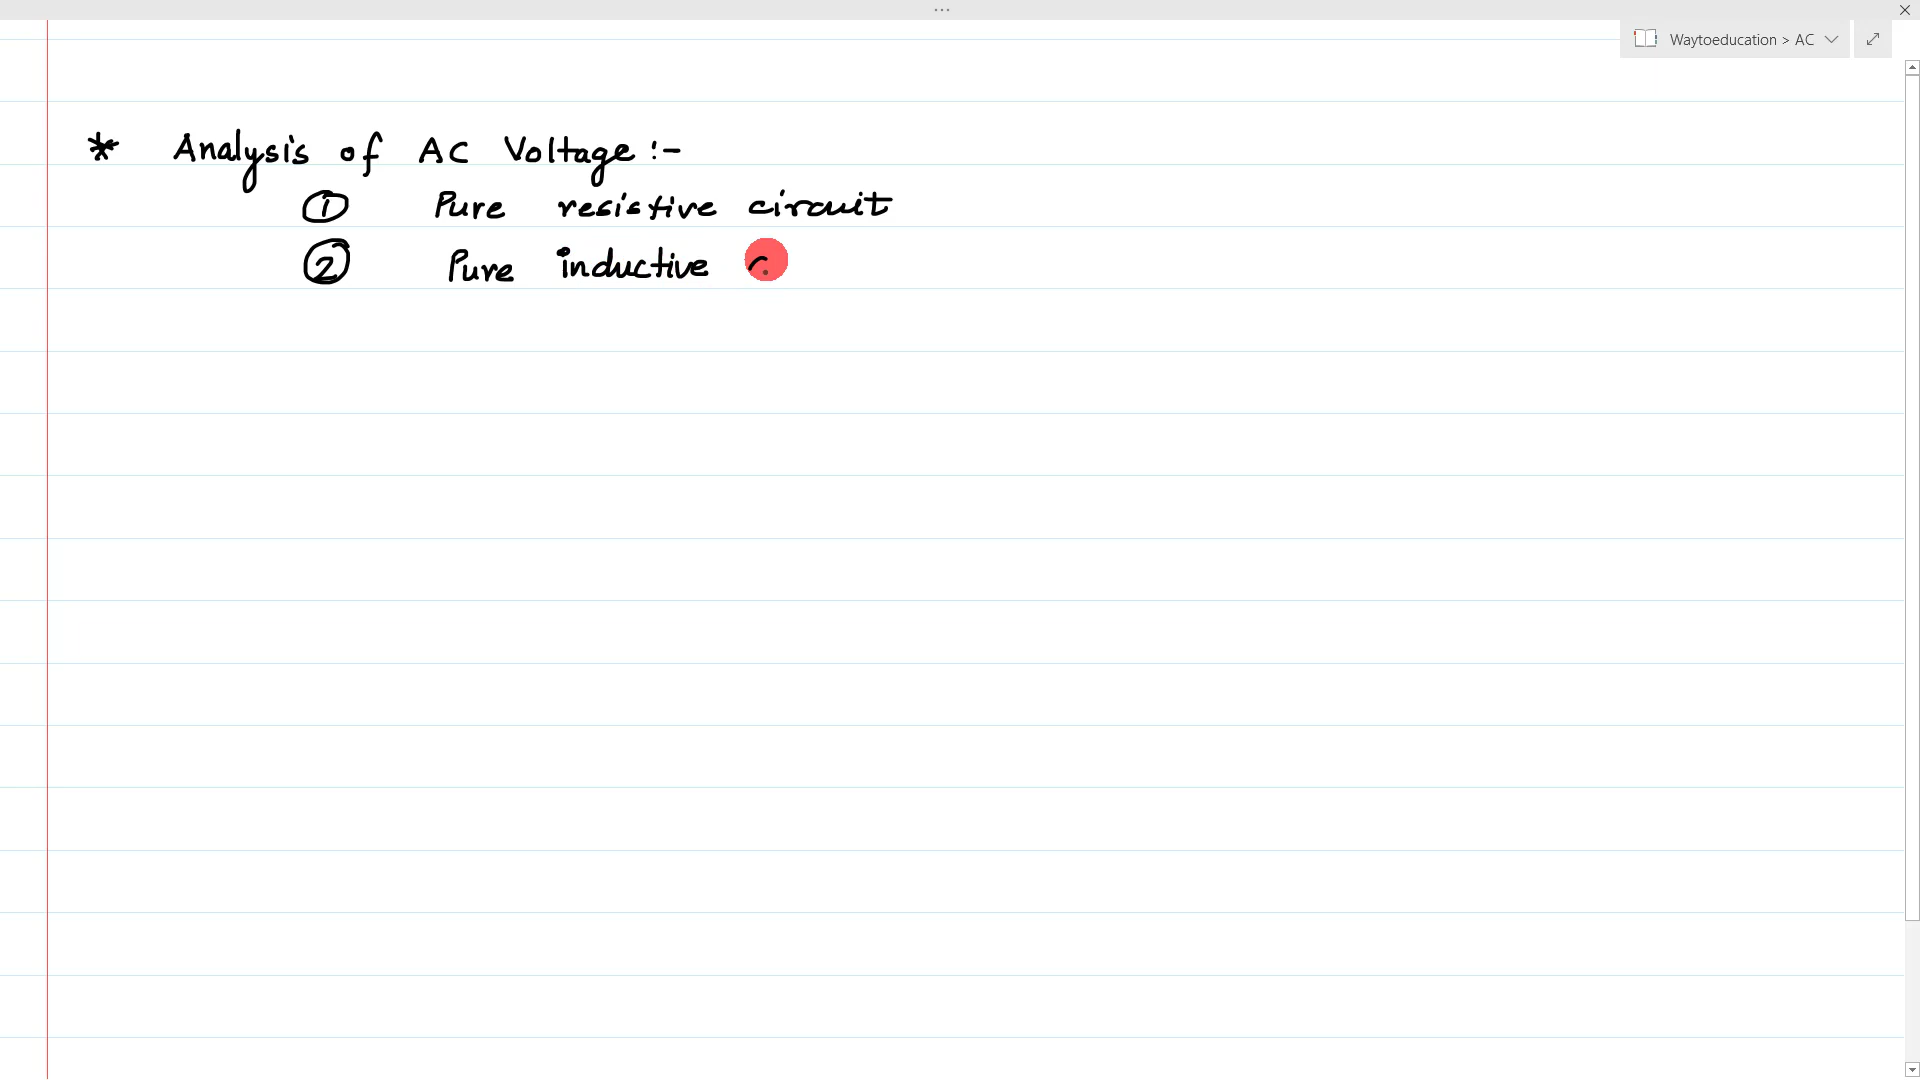 ...
Waytoeducation > AC
* Analysis of AC Voltage :-
① Pure resistive circuit
② Pure inductive c